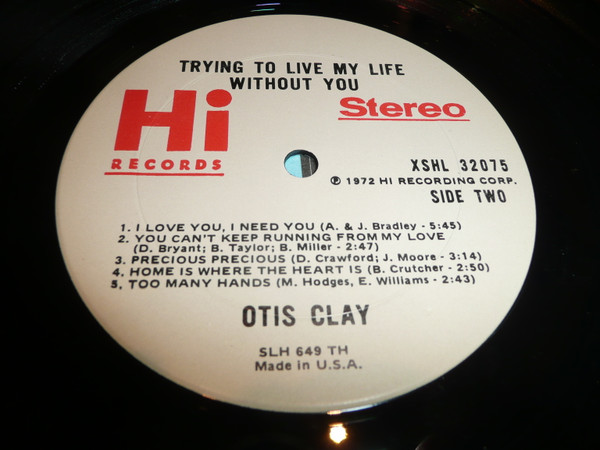 TRYING TO LIVE MY LIFE
WITHOUT YOU
Hi
RECORDS
Stereo
XSHL 32075
℗ 1972 HI RECORDING CORP.
SIDE TWO
1. I LOVE YOU, I NEED YOU (A. & J. Bradley - 5:45)
2. YOU CAN'T KEEP RUNNING FROM MY LOVE
(D. Bryant; B. Taylor; B. Miller - 2:47)
3. PRECIOUS PRECIOUS (D. Crawford; J. Moore - 3:14)
4. HOME IS WHERE THE HEART IS (B. Crutcher - 2:50)
5. TOO MANY HANDS (M. Hodges, E. Williams - 2:43)
OTIS CLAY
SLH 649 TH
Made in U.S.A.